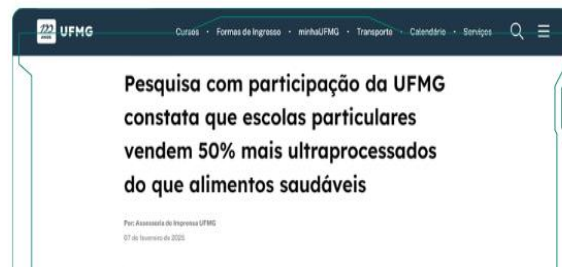 UFMG
Cursos · Formas de Ingresso · minhaUFMG · Transporte · Calendário · Serviços
Pesquisa com participação da UFMG
constata que escolas particulares
vendem 50% mais ultraprocessados
do que alimentos saudáveis
Por: Assessoria de Imprensa UFMG
07 de fevereiro de 2025